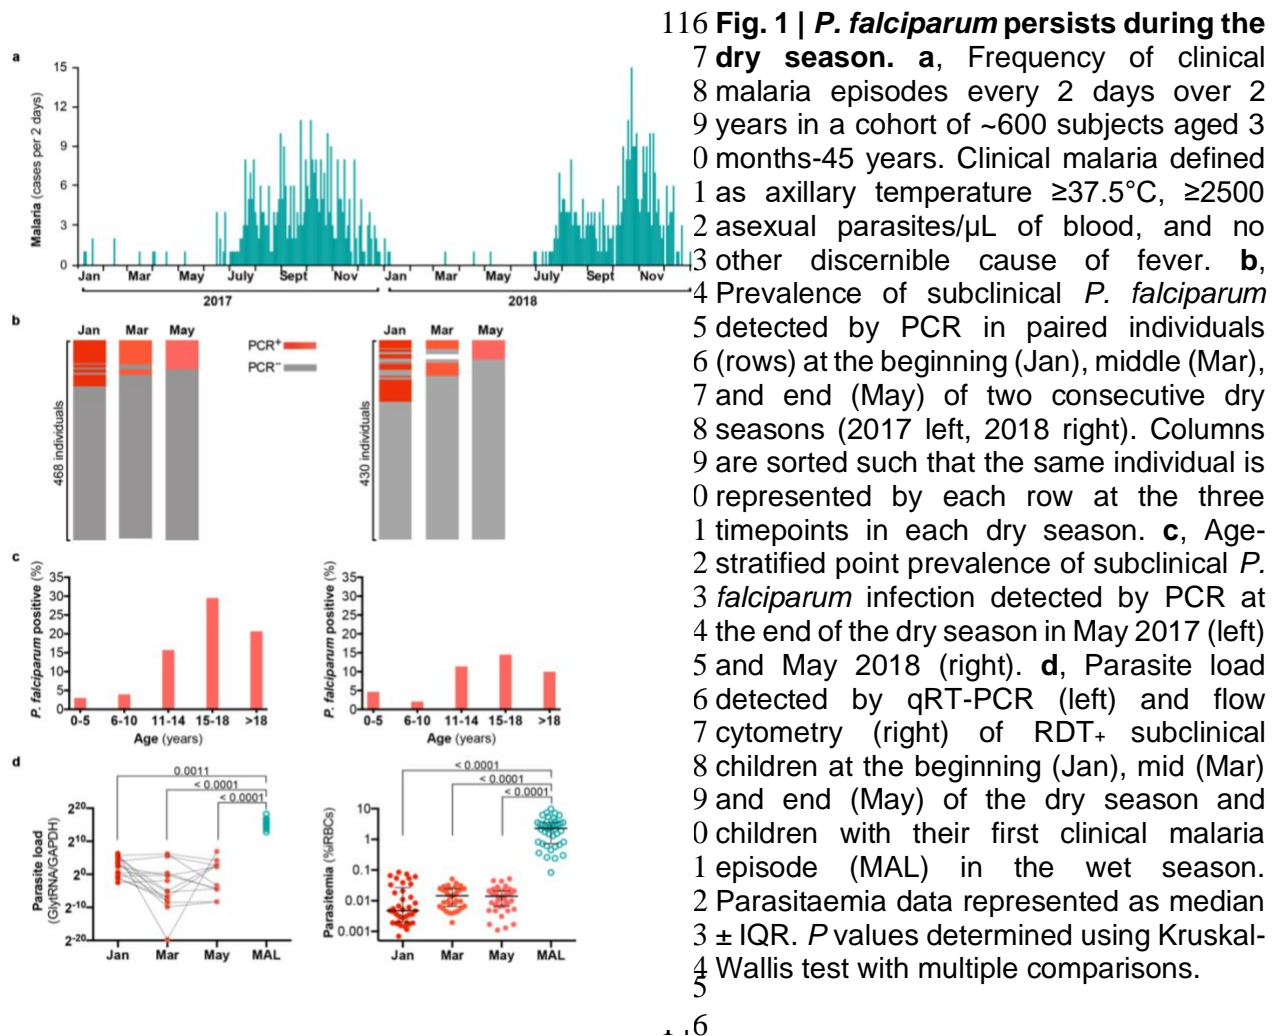 a
Malaria (cases per 2 days)
15
12
9
6
3
0
Jan Mar May July Sept Nov Jan Mar May July Sept Nov
2017 2018
b
Jan Mar May
PCR+
PCR−
468 individuals
Jan Mar May
430 individuals
c
P. falciparum positive (%)
35
30
25
20
15
10
5
0
0-5 6-10 11-14 15-18 >18
Age (years)
P. falciparum positive (%)
35
30
25
20
15
10
5
0
0-5 6-10 11-14 15-18 >18
Age (years)
d
0.0011
< 0.0001
< 0.0001
Parasite load
(GlytRNA/GAPDH)
2^20
2^10
2^0
2^-10
2^-20
Jan Mar May MAL
< 0.0001
< 0.0001
< 0.0001
Parasitemia (%iRBCs)
10
1
0.1
0.01
0.001
Jan Mar May MAL
116 Fig. 1 | P. falciparum persists during the
7 dry season. a, Frequency of clinical
8 malaria episodes every 2 days over 2
9 years in a cohort of ~600 subjects aged 3
0 months-45 years. Clinical malaria defined
1 as axillary temperature ≥37.5°C, ≥2500
2 asexual parasites/µL of blood, and no
3 other discernible cause of fever. b,
4 Prevalence of subclinical P. falciparum
5 detected by PCR in paired individuals
6 (rows) at the beginning (Jan), middle (Mar),
7 and end (May) of two consecutive dry
8 seasons (2017 left, 2018 right). Columns
9 are sorted such that the same individual is
0 represented by each row at the three
1 timepoints in each dry season. c, Age-
2 stratified point prevalence of subclinical P.
3 falciparum infection detected by PCR at
4 the end of the dry season in May 2017 (left)
5 and May 2018 (right). d, Parasite load
6 detected by qRT-PCR (left) and flow
7 cytometry (right) of RDT+ subclinical
8 children at the beginning (Jan), mid (Mar)
9 and end (May) of the dry season and
0 children with their first clinical malaria
1 episode (MAL) in the wet season.
2 Parasitaemia data represented as median
3 ± IQR. P values determined using Kruskal-
4 Wallis test with multiple comparisons.
5
6